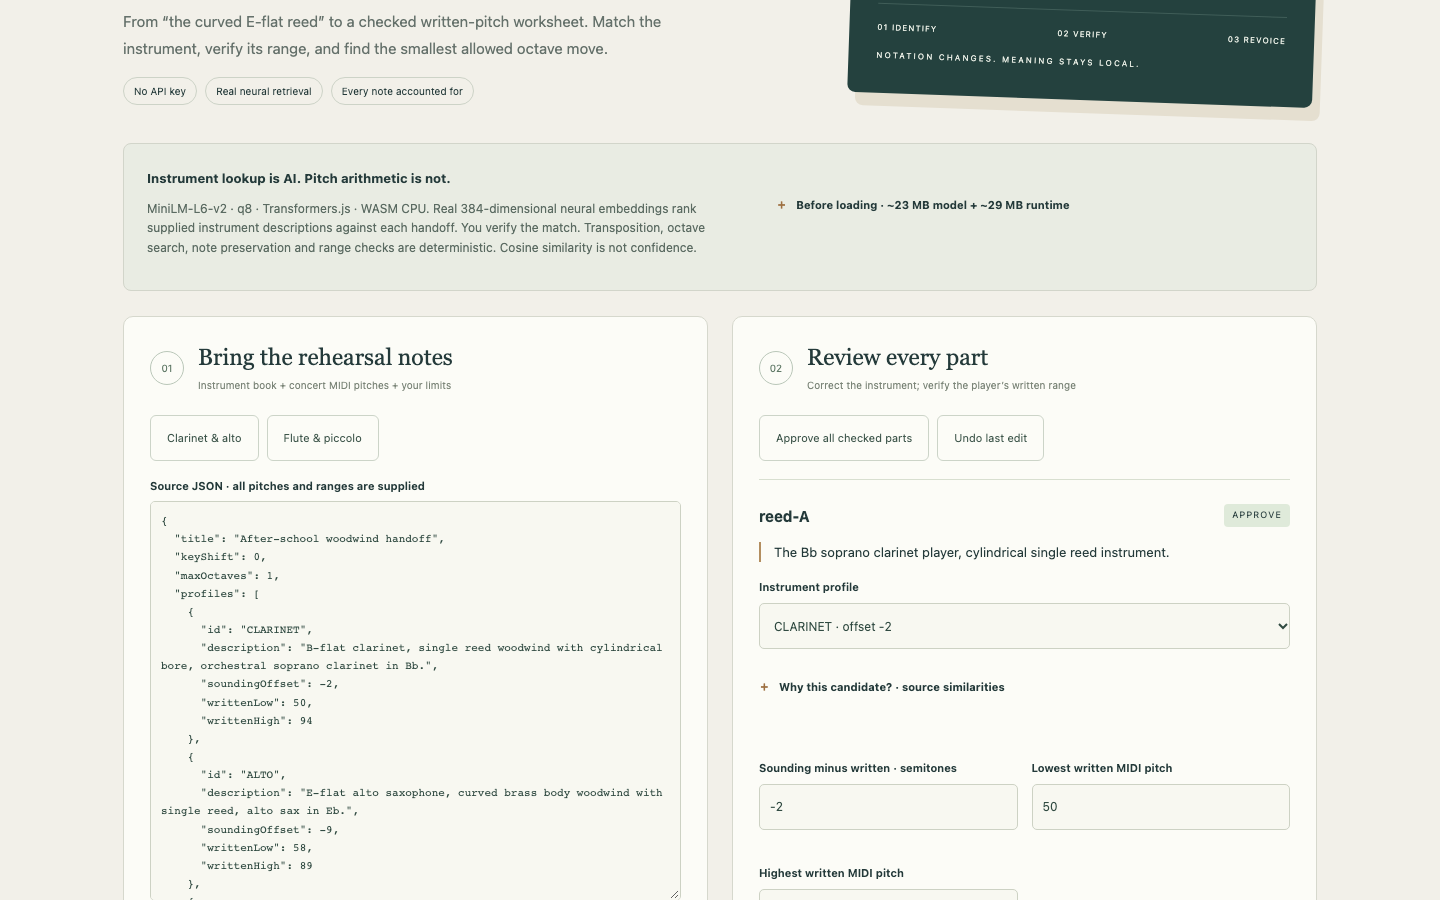 From “the curved E-flat reed” to a checked written-pitch worksheet. Match the
instrument, verify its range, and find the smallest allowed octave move.
No API key
Real neural retrieval
Every note accounted for
01 IDENTIFY
02 VERIFY
03 REVOICE
NOTATION CHANGES. MEANING STAYS LOCAL.
Instrument lookup is AI. Pitch arithmetic is not.
MiniLM-L6-v2 · q8 · Transformers.js · WASM CPU. Real 384-dimensional neural embeddings rank
supplied instrument descriptions against each handoff. You verify the match. Transposition, octave
search, note preservation and range checks are deterministic. Cosine similarity is not confidence.
+ Before loading · ~23 MB model + ~29 MB runtime
01
Bring the rehearsal notes
Instrument book + concert MIDI pitches + your limits
Clarinet & alto
Flute & piccolo
Source JSON · all pitches and ranges are supplied
{
"title": "After-school woodwind handoff",
"keyShift": 0,
"maxOctaves": 1,
"profiles": [
{
"id": "CLARINET",
"description": "B-flat clarinet, single reed woodwind with cylindrical
bore, orchestral soprano clarinet in Bb.",
"soundingOffset": -2,
"writtenLow": 50,
"writtenHigh": 94
},
{
"id": "ALTO",
"description": "E-flat alto saxophone, curved brass body woodwind with
single reed, alto sax in Eb.",
"soundingOffset": -9,
"writtenLow": 58,
"writtenHigh": 89
},
02
Review every part
Correct the instrument; verify the player's written range
Approve all checked parts
Undo last edit
reed-A
APPROVE
The Bb soprano clarinet player, cylindrical single reed instrument.
Instrument profile
CLARINET · offset -2
+ Why this candidate? · source similarities
Sounding minus written · semitones
Lowest written MIDI pitch
-2
50
Highest written MIDI pitch